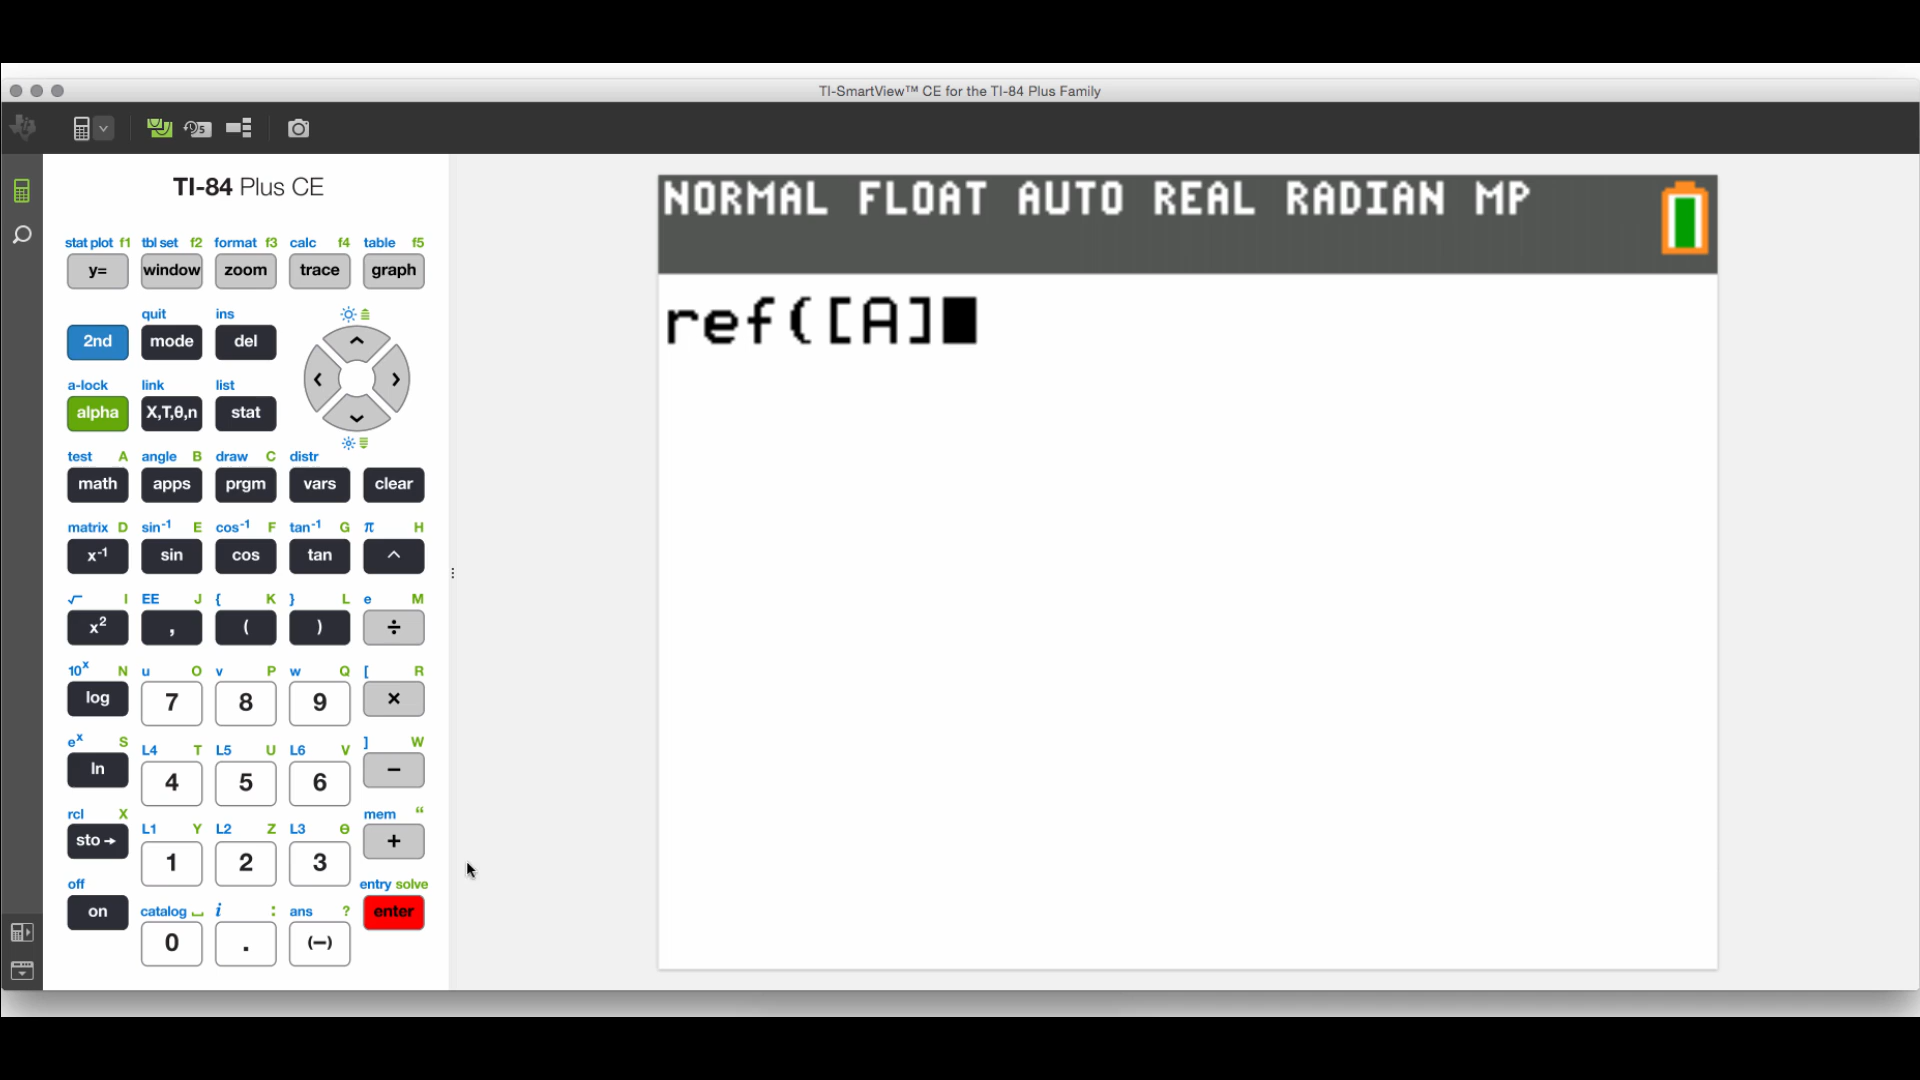 TI-SmartView™ CE for the TI-84 Plus Family
TI-84 Plus CE
NORMAL FLOAT AUTO REAL RADIAN MP
ref([A]
stat plot f1 tbl set f2 format f3 calc f4 table f5
y= window zoom trace graph
quit ins
2nd mode del
a-lock link list
alpha X,T,θ,n stat
test A angle B draw C distr
math apps prgm vars clear
matrix D sin⁻¹ E cos⁻¹ F tan⁻¹ G π H
x⁻¹ sin cos tan ^
√ I EE J { K } L e M
x² , ( ) ÷
10ˣ N u O v P w Q [ R
log 7 8 9 ×
eˣ S L4 T L5 U L6 V ] W
ln 4 5 6 −
rcl X L1 Y L2 Z L3 θ mem “
sto→ 1 2 3 +
off catalog ⎵ i : ans ? entry solve
on 0 . (−) enter